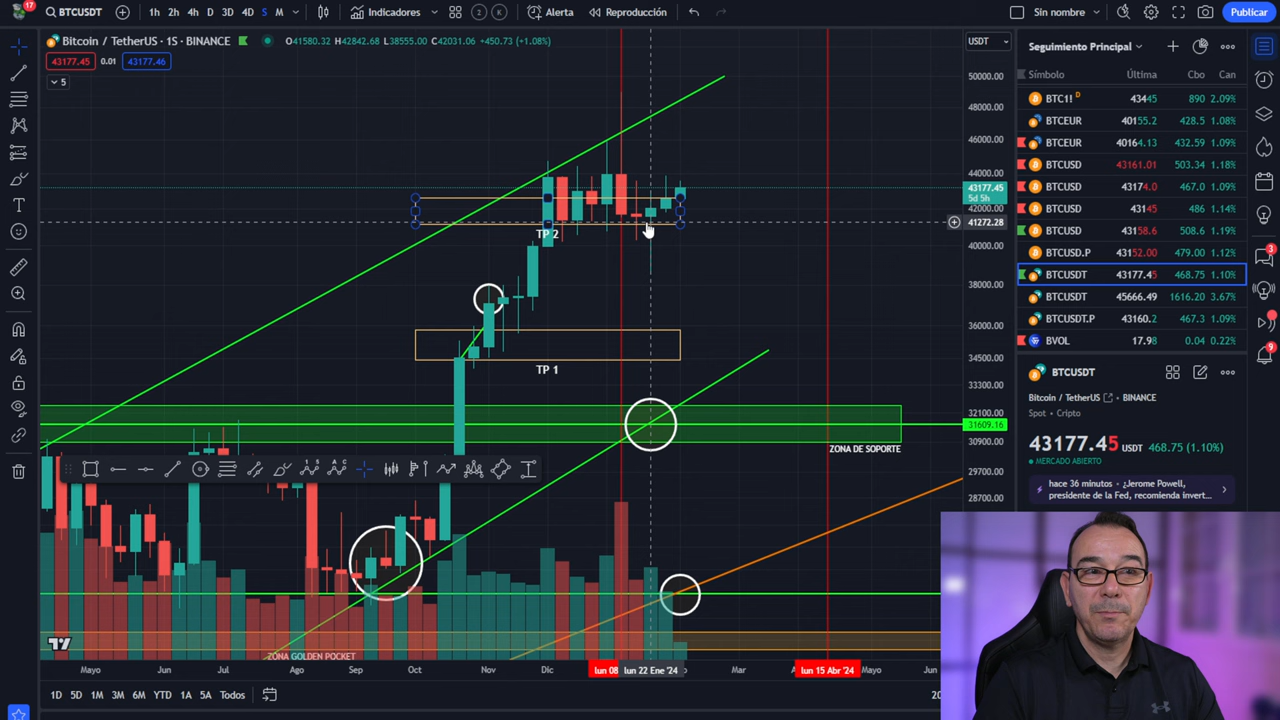 17
BTCUSDT
1h 2h 4h D 3D 4D S M
Indicadores
2 K
Alerta
Reproducción
Sin nombre
Publicar
Bitcoin / TetherUS · 1S · BINANCE
O41580.32 H42842.68 L38555.00 C42031.06 +450.73 (+1.08%)
43177.45 0.01 43177.46
5
USDT
50000.00
48000.00
46000.00
44000.00
43177.45
5d 5h
42000.00
41272.28
40000.00
38000.00
36000.00
34500.00
33300.00
32100.00
31609.16
30900.00
29700.00
28700.00
TP 2
TP 1
ZONA DE SOPORTE
ZONA GOLDEN POCKET
Mayo Jun Jul Ago Sep Oct Nov Dic lun 08 lun 22 Ene '24 Mar lun 15 Abr '24 Mayo Jun
1D 5D 1M 3M 6M YTD 1A 5A Todos
Seguimiento Principal
Símbolo Última Cbo Can
BTC1! D 43445 890 2.09%
BTCEUR 40155.2 428.5 1.08%
BTCEUR 40164.13 432.59 1.09%
BTCUSD 43161.01 503.34 1.18%
BTCUSD 43174.0 467.0 1.09%
BTCUSD 43145 486 1.14%
BTCUSD 43158.6 508.6 1.19%
BTCUSD.P 43152.00 479.00 1.12%
BTCUSDT 43177.45 468.75 1.10%
BTCUSDT 45666.49 1616.20 3.67%
BTCUSDT.P 43160.2 467.3 1.09%
BVOL 17.98 0.04 0.22%
BTCUSDT
Bitcoin / TetherUS BINANCE
Spot • Cripto
43177.45 USDT 468.75 (1.10%)
MERCADO ABIERTO
hace 36 minutos • ¿Jerome Powell,
presidente de la Fed, recomienda invert...
3
9